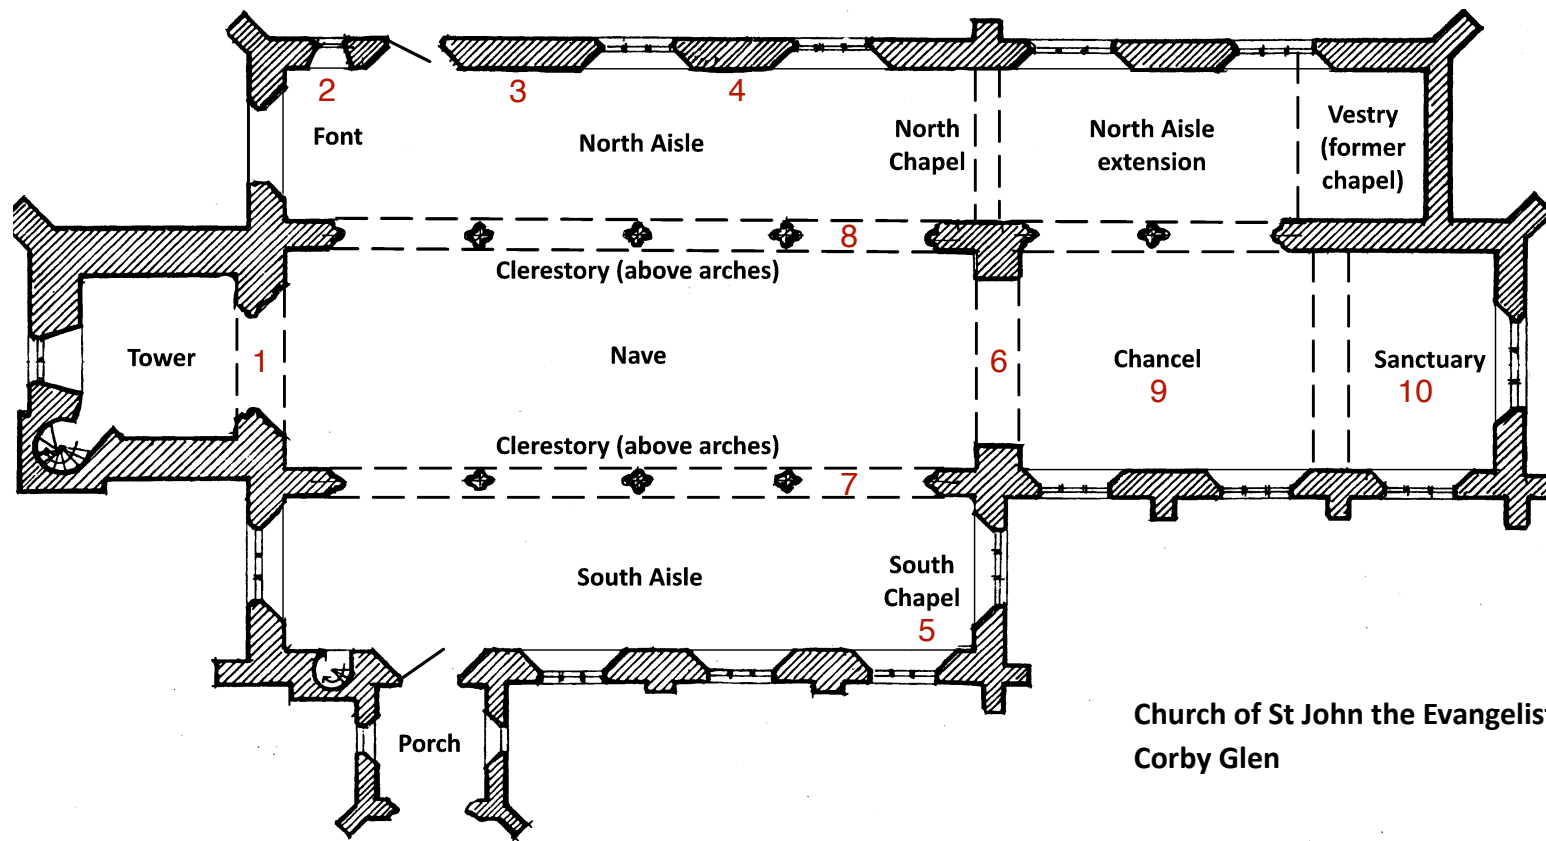 2
3
4
Font
North Aisle
North
Chapel
North Aisle
extension
Vestry
(former
chapel)
8
Clerestory (above arches)
Tower
1
Nave
6
Chancel
9
Sanctuary
10
Clerestory (above arches)
7
South Aisle
South
Chapel
5
Porch
Church of St John the Evangelist
Corby Glen